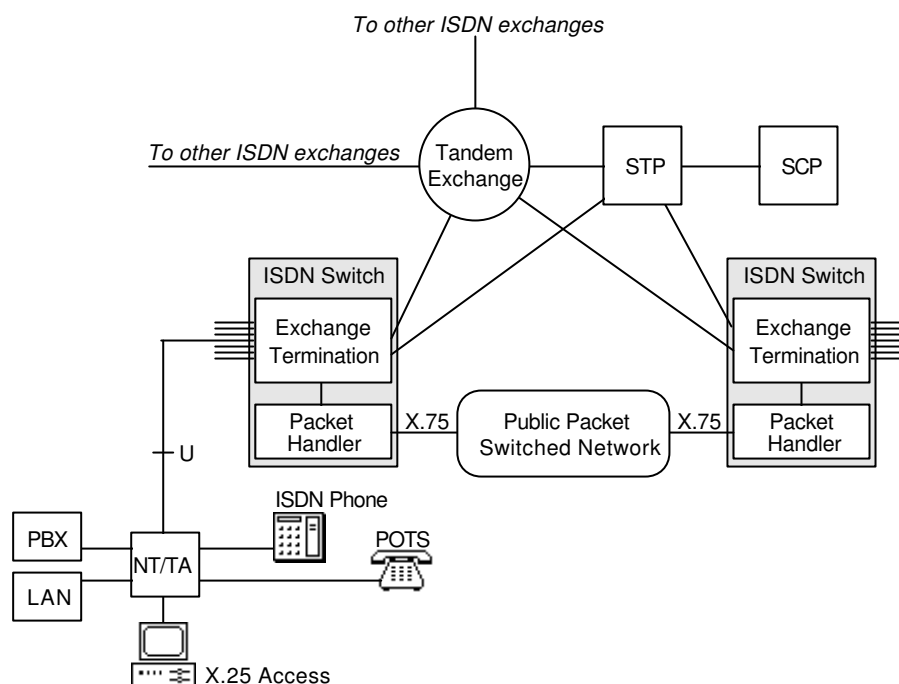 To other ISDN exchanges
To other ISDN exchanges
Tandem
Exchange
STP
SCP
ISDN Switch
ISDN Switch
Exchange
Termination
Exchange
Termination
Packet
Handler
X.75
Public Packet
Switched Network
X.75
Packet
Handler
U
ISDN Phone
PBX
POTS
NT/TA
LAN
X.25 Access